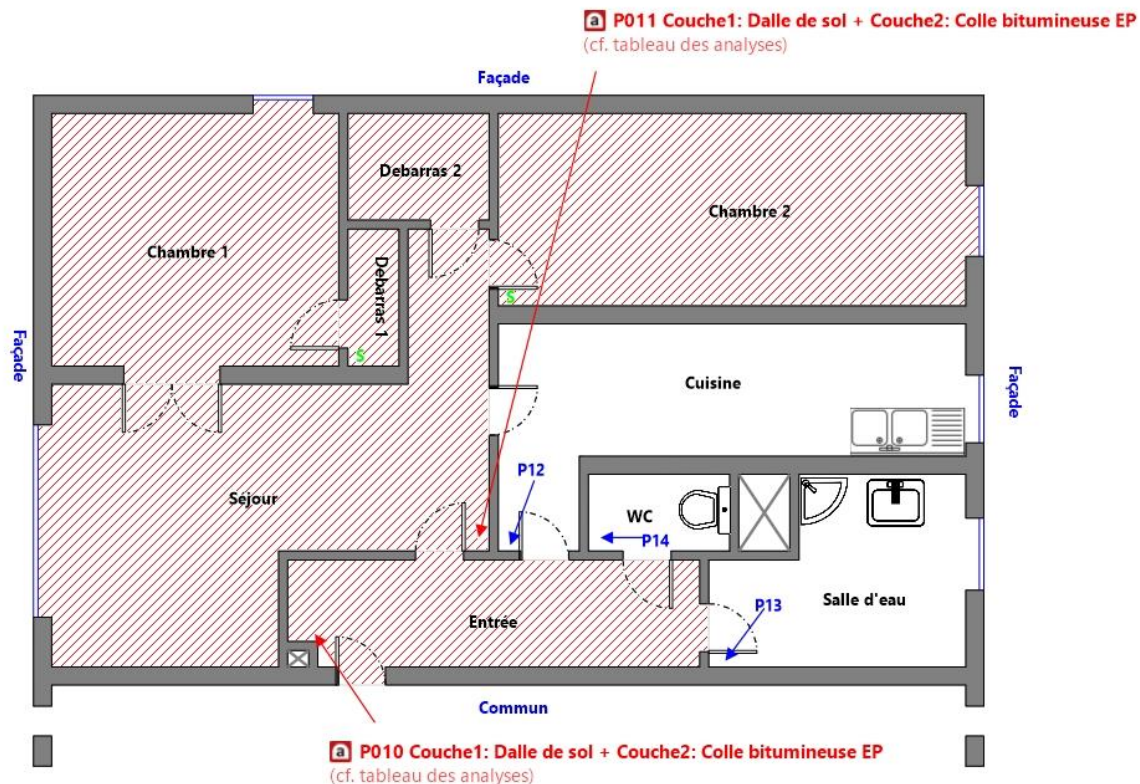 a P011 Couche1: Dalle de sol + Couche2: Colle bitumineuse EP
(cf. tableau des analyses)
Façade
Debarras 2
Chambre 2
Chambre 1
Debarras 1
S
S
Façade
Façade
Cuisine
P12
Séjour
WC
P14
P13
Salle d'eau
Entrée
Commun
a P010 Couche1: Dalle de sol + Couche2: Colle bitumineuse EP
(cf. tableau des analyses)